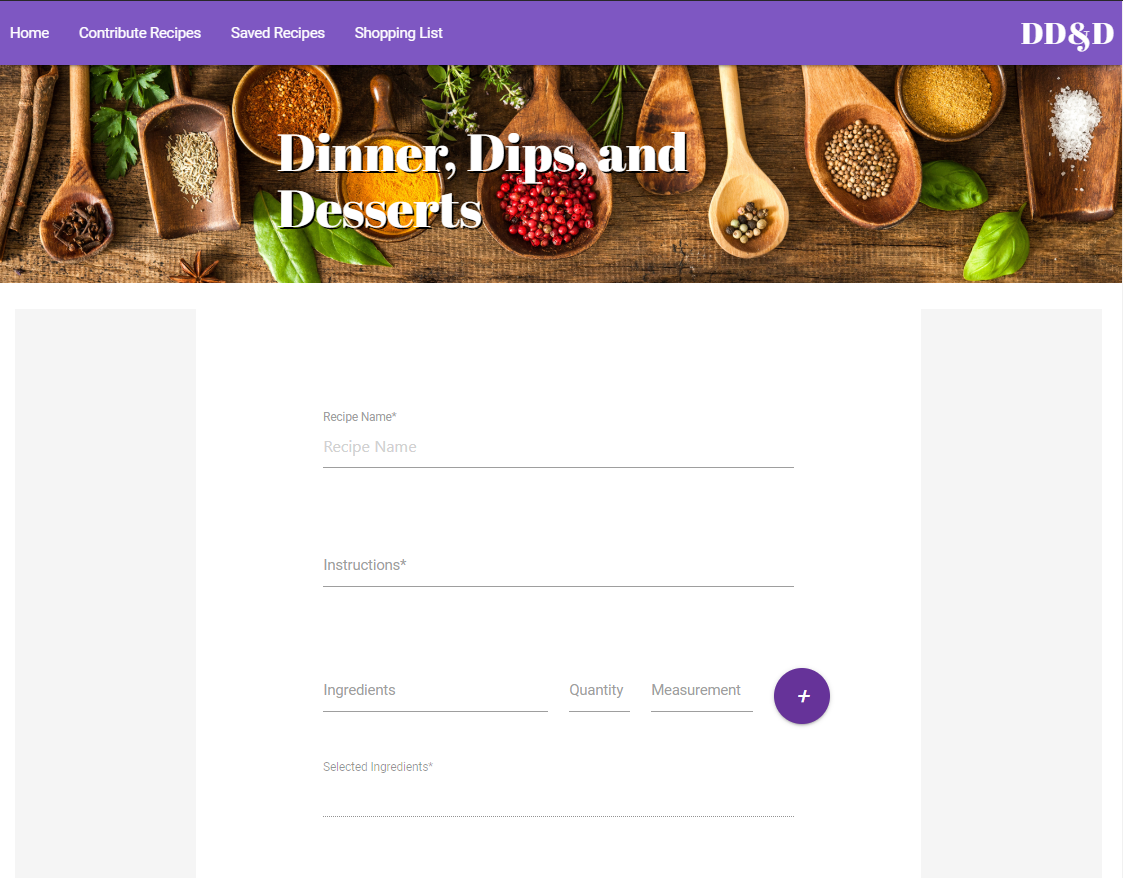 Home Contribute Recipes Saved Recipes Shopping List DD&D
Dinner, Dips, and
Desserts
Recipe Name*
Recipe Name
Instructions*
Ingredients Quantity Measurement +
Selected Ingredients*